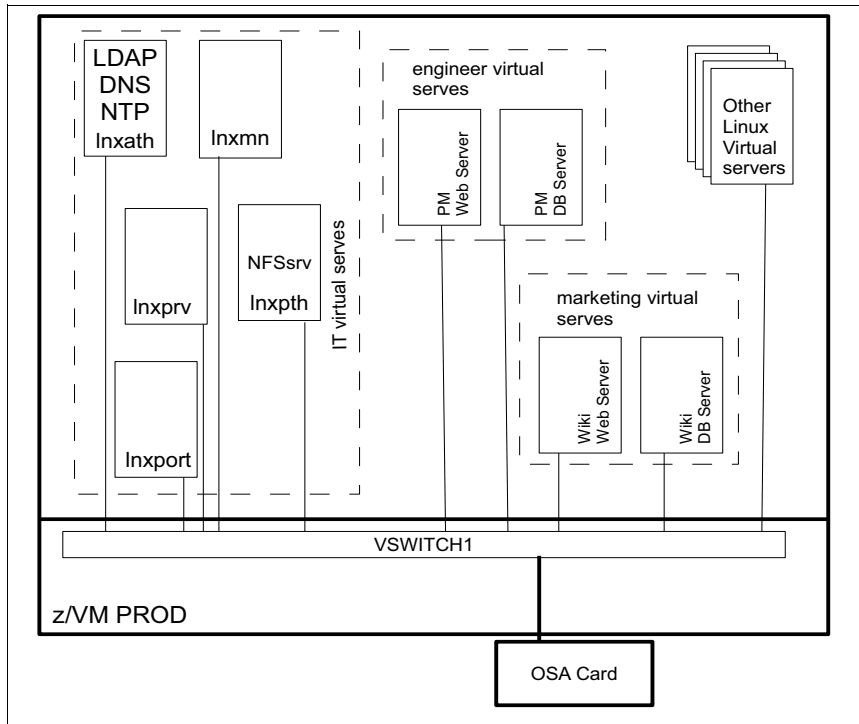 LDAP
DNS
NTP
lnxath
lnxmn
lnxprv
NFSsrv
lnxpth
lnxport
IT virtual serves
engineer virtual
serves
PM
Web Server
PM
DB Server
Other
Linux
Virtual
servers
marketing virtual
serves
Wiki
Web Server
Wiki
DB Server
VSWITCH1
z/VM PROD
OSA Card